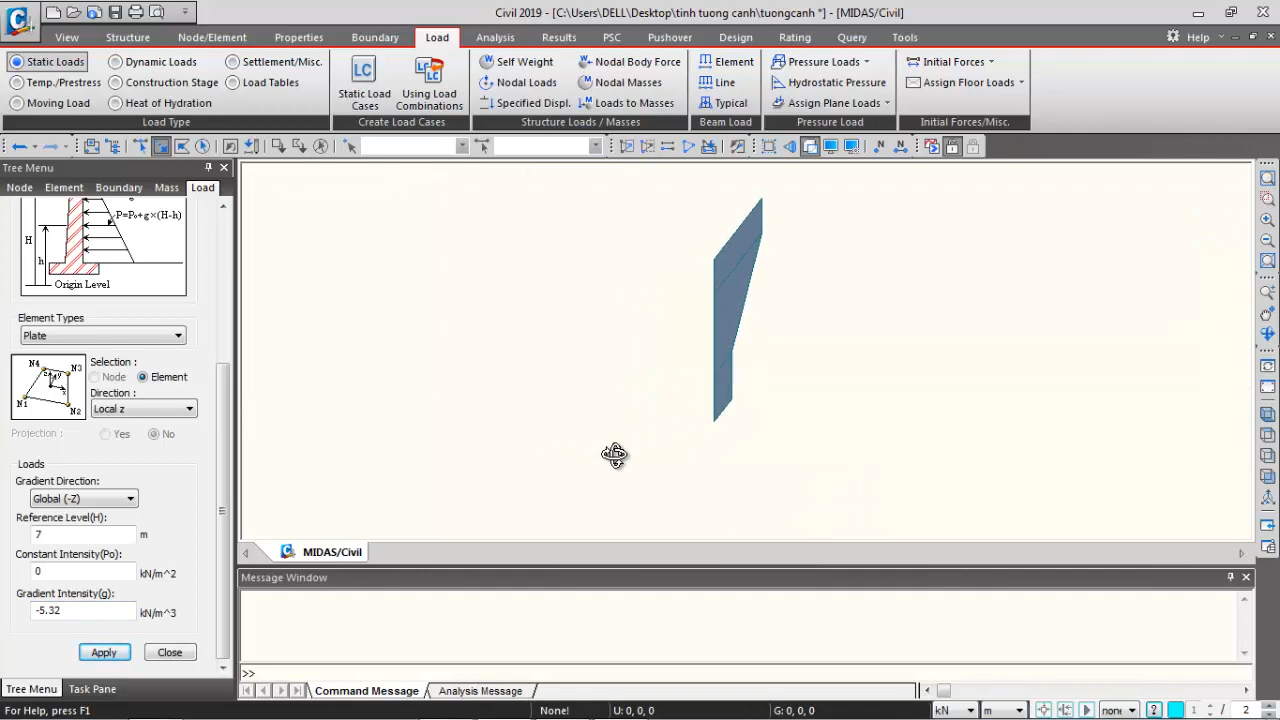 Civil 2019 - [C:\Users\DELL\Desktop\tinh tuong canh\tuongcanh *] - [MIDAS/Civil]
View Structure Node/Element Properties Boundary Load Analysis Results PSC Pushover Design Rating Query Tools Help
Static Loads Dynamic Loads Settlement/Misc.
Temp./Prestress Construction Stage Load Tables
Moving Load Heat of Hydration
Load Type
Static Load Cases
Using Load Combinations
Create Load Cases
Self Weight Nodal Body Force
Nodal Loads Nodal Masses
Specified Displ. Loads to Masses
Structure Loads / Masses
Element
Line
Typical
Beam Load
Pressure Loads
Hydrostatic Pressure
Assign Plane Loads
Pressure Load
Initial Forces
Assign Floor Loads
Initial Forces/Misc.
Tree Menu
Node Element Boundary Mass Load
P=P₀+g×(H-h)
H
h
Origin Level
Element Types
Plate
N4 N3
N1 N2
Selection :
Node Element
Direction :
Local z
Projection : Yes No
Loads
Gradient Direction:
Global (-Z)
Reference Level(H):
7 m
Constant Intensity(Po):
0 kN/m^2
Gradient Intensity(g):
-5.32 kN/m^3
Apply Close
Tree Menu Task Pane
MIDAS/Civil
Message Window
>>
Command Message Analysis Message
For Help, press F1 None! U: 0, 0, 0 G: 0, 0, 0 kN m none 1 / 2